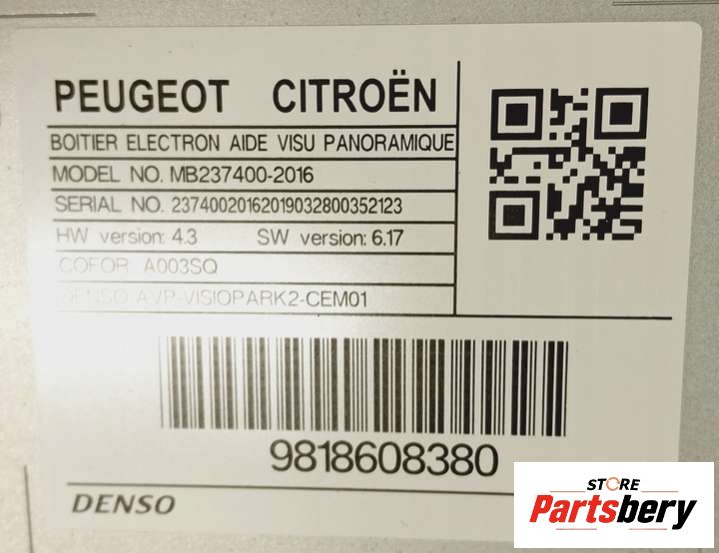 PEUGEOT CITROËN
BOITIER ELECTRON AIDE VISU PANORAMIQUE
MODEL NO. MB237400-2016
SERIAL NO. 23740020162019032800352123
HW version: 4.3 SW version: 6.17
COFOR A003SQ
DENSO AVP-VISIOPARK2-CEM01
9818608380
DENSO
STORE
Partsbery